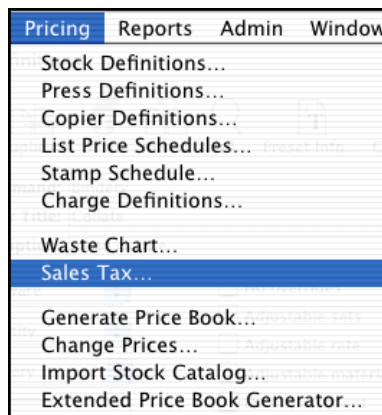 Pricing Reports Admin Window
Stock Definitions...
Press Definitions...
Copier Definitions...
List Price Schedules...
Stamp Schedule...
Charge Definitions...
Waste Chart...
Sales Tax...
Generate Price Book...
Change Prices...
Import Stock Catalog...
Extended Price Book Generator...